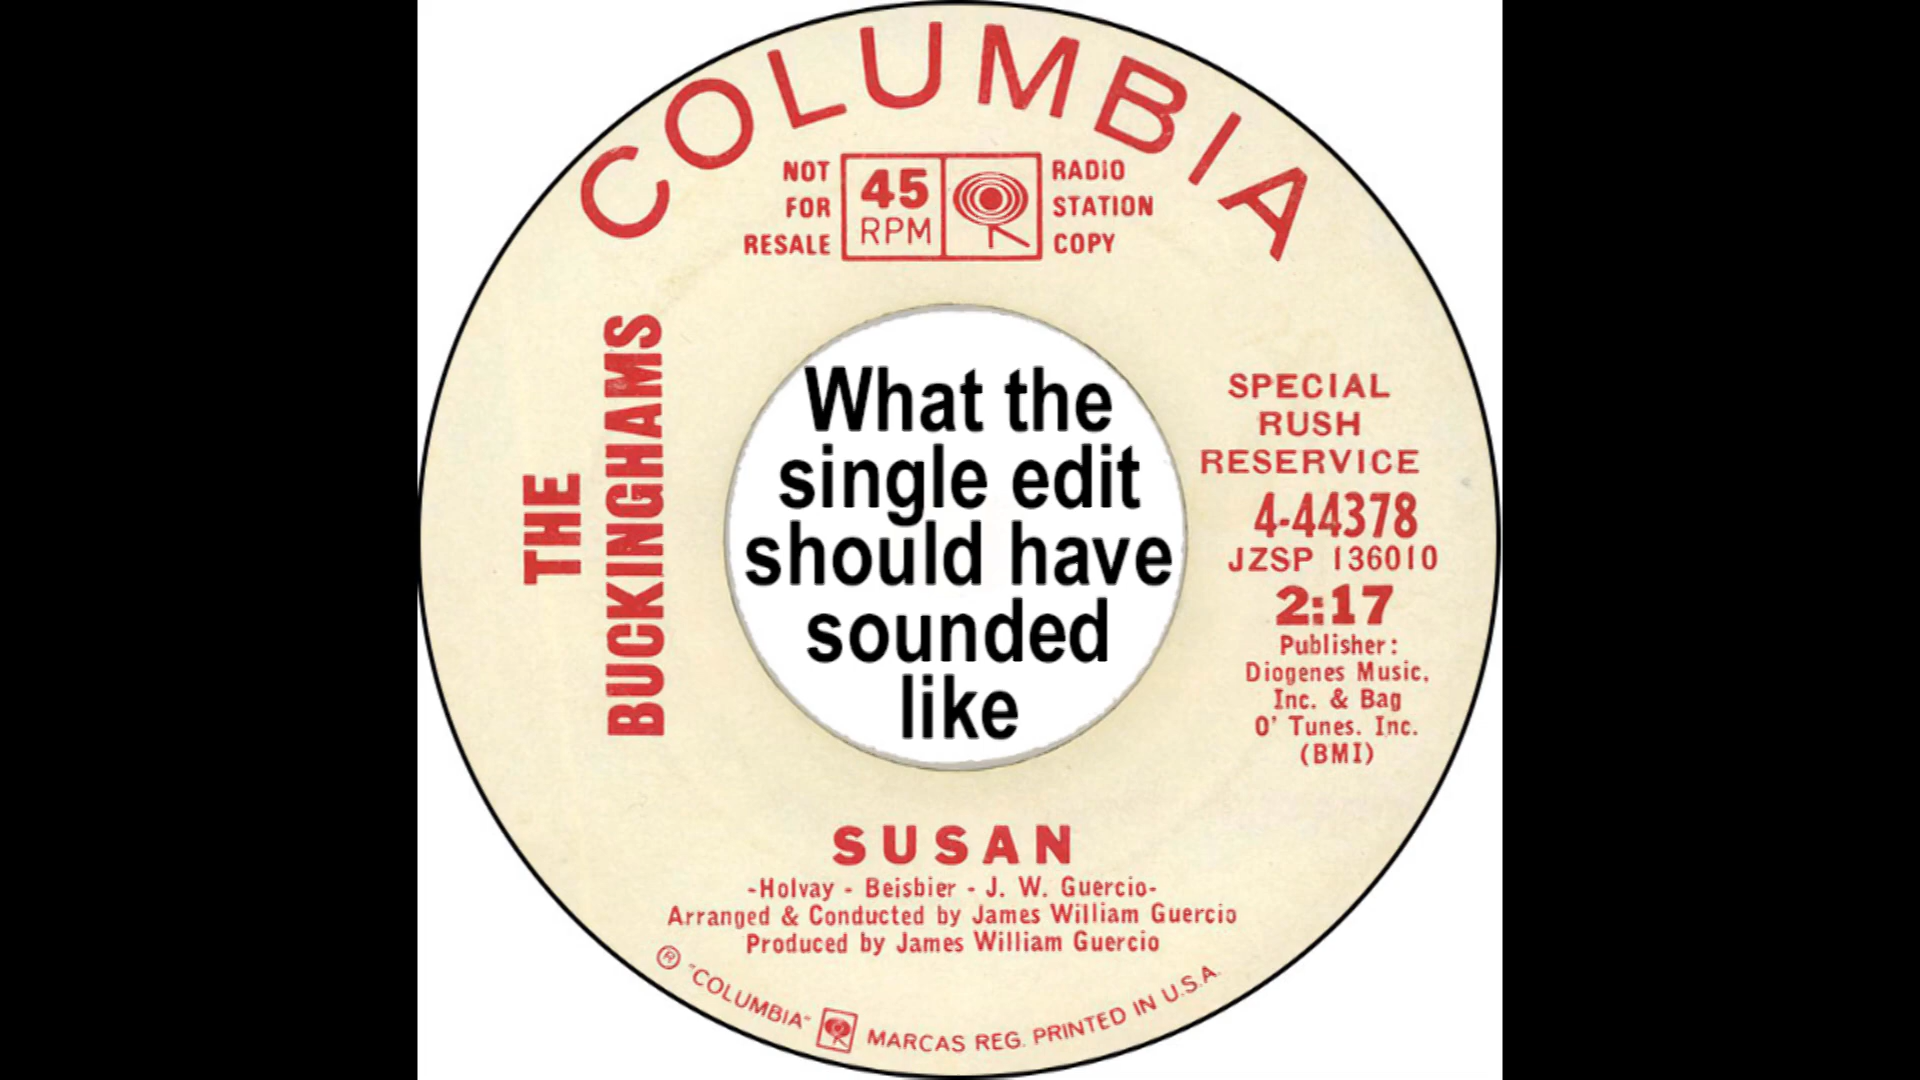 COLUMBIA
NOT
FOR
RESALE
45
RPM
RADIO
STATION
COPY
THE
BUCKINGHAMS
What the
single edit
should have
sounded
like
SPECIAL
RUSH
RESERVICE
4-44378
JZSP 136010
2:17
Publisher:
Diogenes Music,
Inc. & Bag
O' Tunes. Inc.
(BMI)
SUSAN
-Holvay - Beisbier - J. W. Guercio-
Arranged & Conducted by James William Guercio
Produced by James William Guercio
® "COLUMBIA" MARCAS REG. PRINTED IN U.S.A.